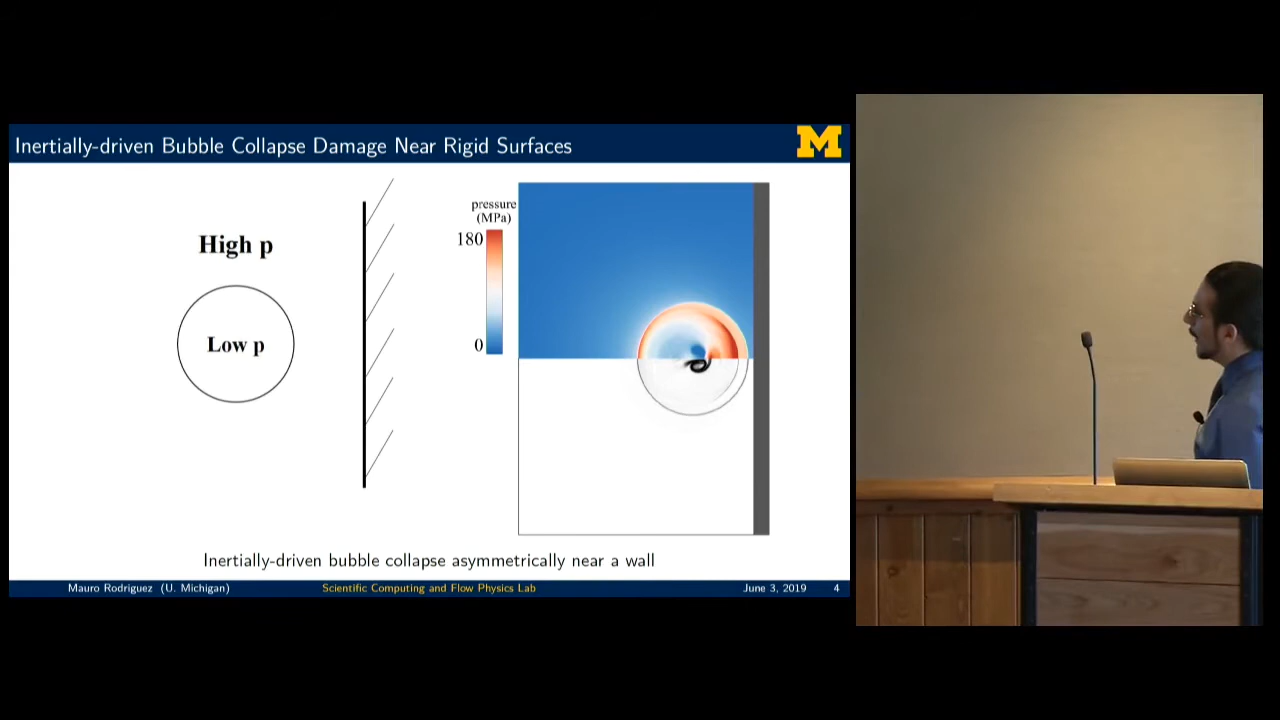 Inertially-driven Bubble Collapse Damage Near Rigid Surfaces
M
High p
Low p
pressure
(MPa)
180
0
Inertially-driven bubble collapse asymmetrically near a wall
Mauro Rodriguez (U. Michigan) Scientific Computing and Flow Physics Lab June 3, 2019 4